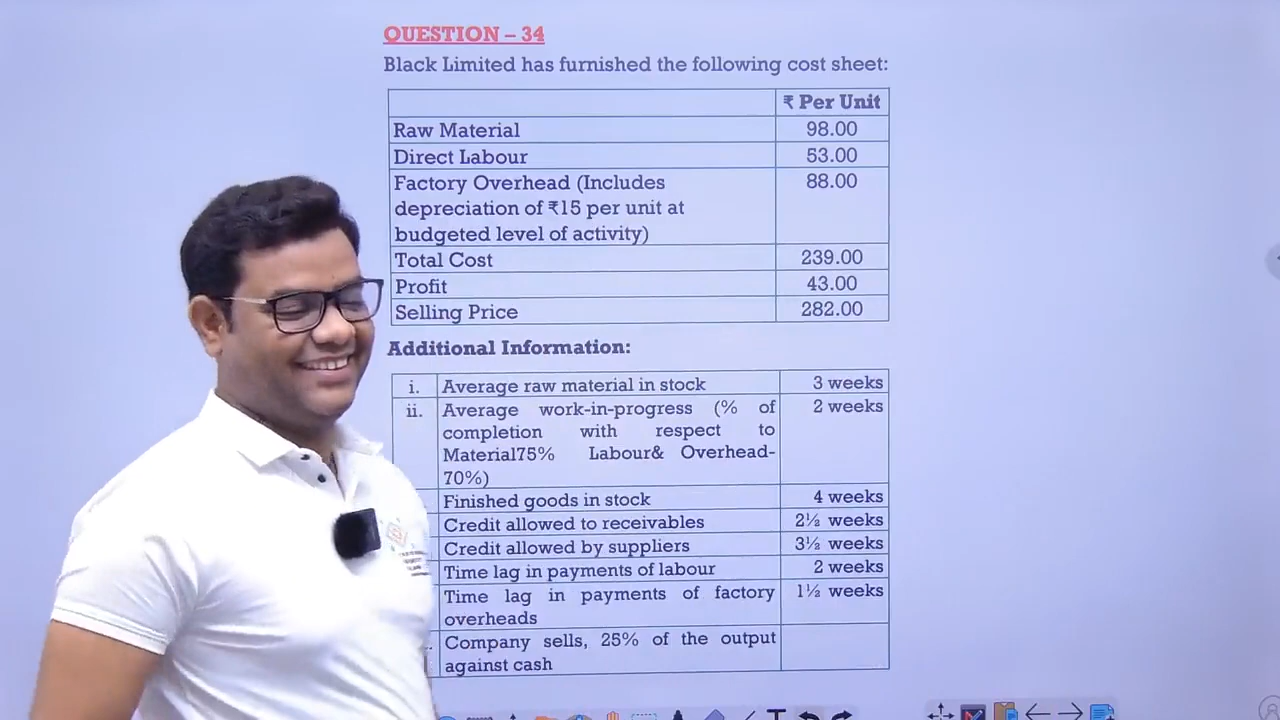 QUESTION – 34
Black Limited has furnished the following cost sheet:
₹ Per Unit
Raw Material 98.00
Direct Labour 53.00
Factory Overhead (Includes 88.00
depreciation of ₹15 per unit at
budgeted level of activity)
Total Cost 239.00
Profit 43.00
Selling Price 282.00
Additional Information:
i. Average raw material in stock 3 weeks
ii. Average work-in-progress (% of 2 weeks
completion with respect to
Material75% Labour& Overhead-
70%)
Finished goods in stock 4 weeks
Credit allowed to receivables 2½ weeks
Credit allowed by suppliers 3½ weeks
Time lag in payments of labour 2 weeks
Time lag in payments of factory 1½ weeks
overheads
Company sells, 25% of the output
against cash